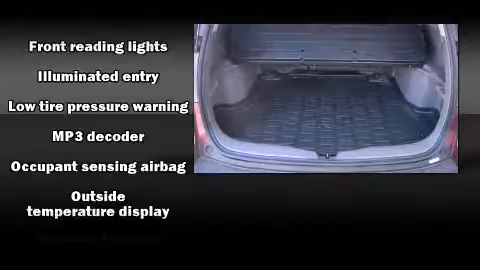 Front reading lights
Illuminated entry
Low tire pressure warning
MP3 decoder
Occupant sensing airbag
Outside
temperature display